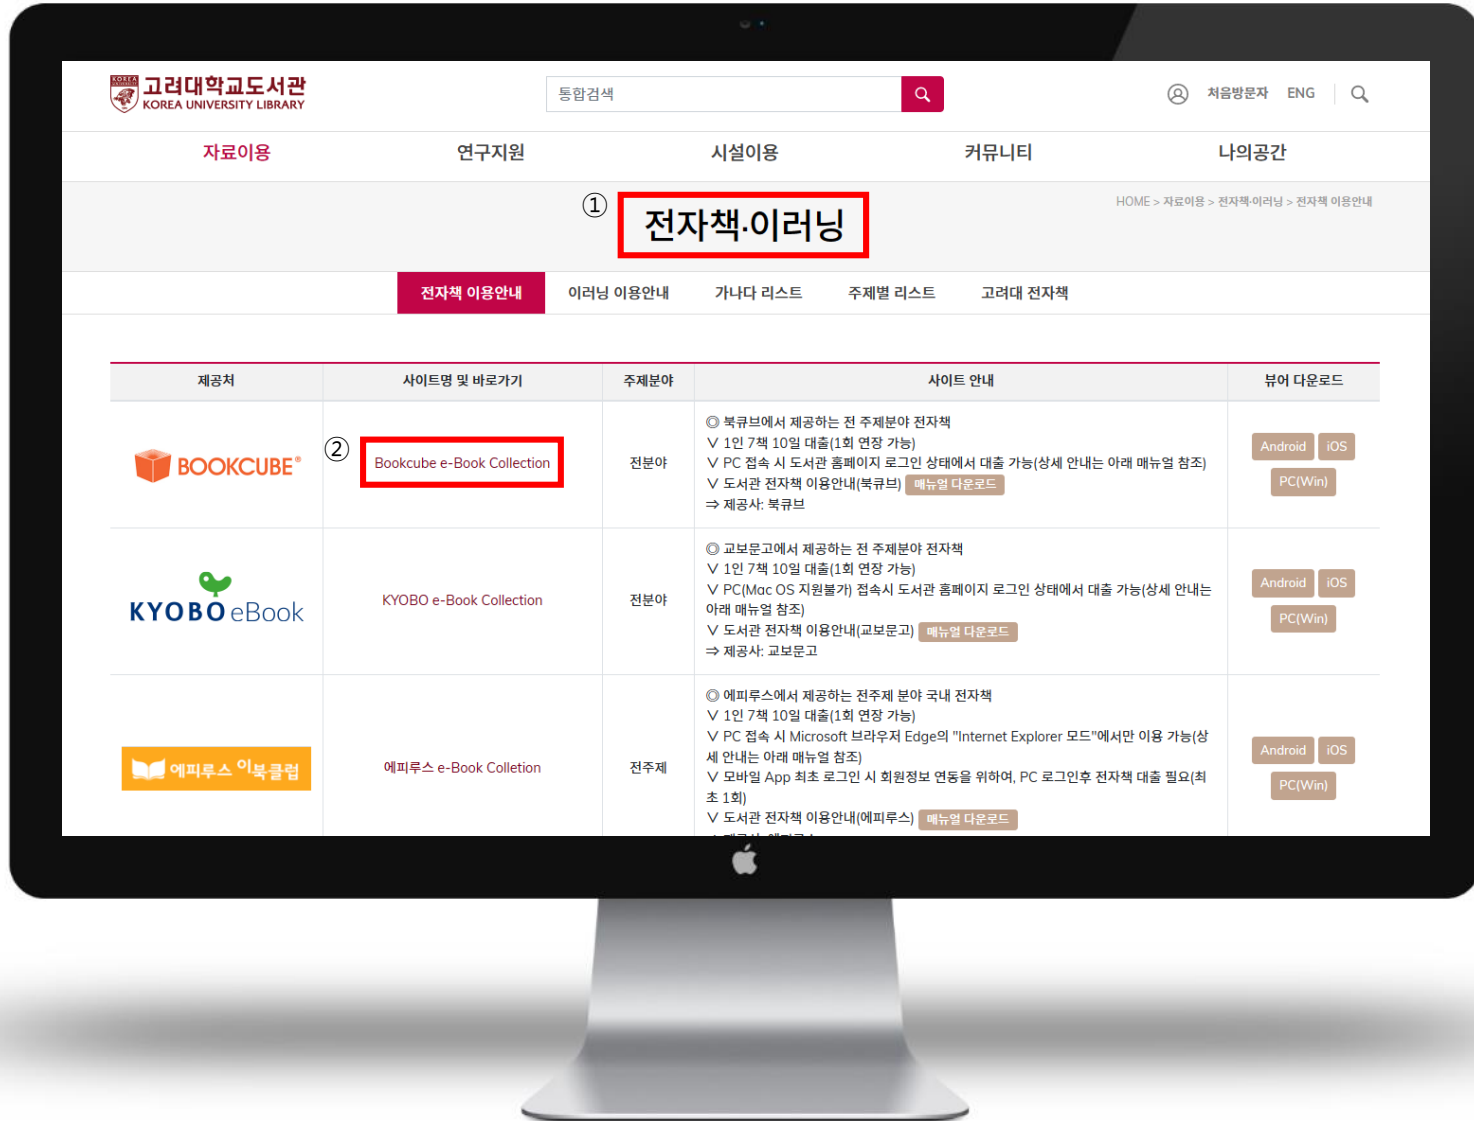 고려대학교도서관
KOREA UNIVERSITY LIBRARY
통합검색
처음방문자 ENG
자료이용 연구지원 시설이용 커뮤니티 나의공간
① 전자책·이러닝
HOME > 자료이용 > 전자책·이러닝 > 전자책 이용안내
전자책 이용안내 이러닝 이용안내 가나다 리스트 주제별 리스트 고려대 전자책
제공처 사이트명 및 바로가기 주제분야 사이트 안내 뷰어 다운로드
BOOKCUBE®
② Bookcube e-Book Collection
전분야
◎ 북큐브에서 제공하는 전 주제분야 전자책
∨ 1인 7책 10일 대출(1회 연장 가능)
∨ PC 접속 시 도서관 홈페이지 로그인 상태에서 대출 가능(상세 안내는 아래 매뉴얼 참조)
∨ 도서관 전자책 이용안내(북큐브) 매뉴얼 다운로드
⇒ 제공사: 북큐브
Android iOS
PC(Win)
KYOBO eBook
KYOBO e-Book Collection
전분야
◎ 교보문고에서 제공하는 전 주제분야 전자책
∨ 1인 7책 10일 대출(1회 연장 가능)
∨ PC(Mac OS 지원불가) 접속시 도서관 홈페이지 로그인 상태에서 대출 가능(상세 안내는
아래 매뉴얼 참조)
∨ 도서관 전자책 이용안내(교보문고) 매뉴얼 다운로드
⇒ 제공사: 교보문고
Android iOS
PC(Win)
에피루스 이북클럽
에피루스 e-Book Colletion
전주제
◎ 에피루스에서 제공하는 전주제 분야 국내 전자책
∨ 1인 7책 10일 대출(1회 연장 가능)
∨ PC 접속 시 Microsoft 브라우저 Edge의 "Internet Explorer 모드"에서만 이용 가능(상
세 안내는 아래 매뉴얼 참조)
∨ 모바일 App 최초 로그인 시 회원정보 연동을 위하여, PC 로그인후 전자책 대출 필요(최
초 1회)
∨ 도서관 전자책 이용안내(에피루스) 매뉴얼 다운로드
Android iOS
PC(Win)